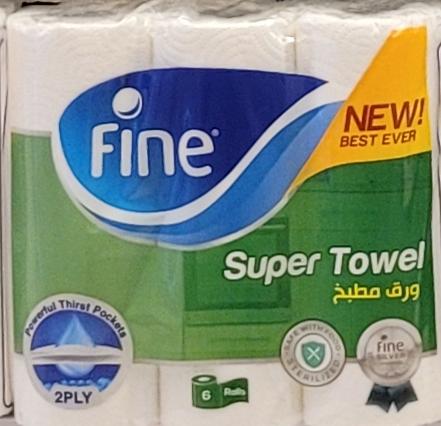 fine
NEW!
BEST EVER
Super Towel
ورق مطبخ
Powerful Thirst Pockets
2PLY
6 Rolls
SAFE WITH FOOD
STERILIZED
fine
SILVER